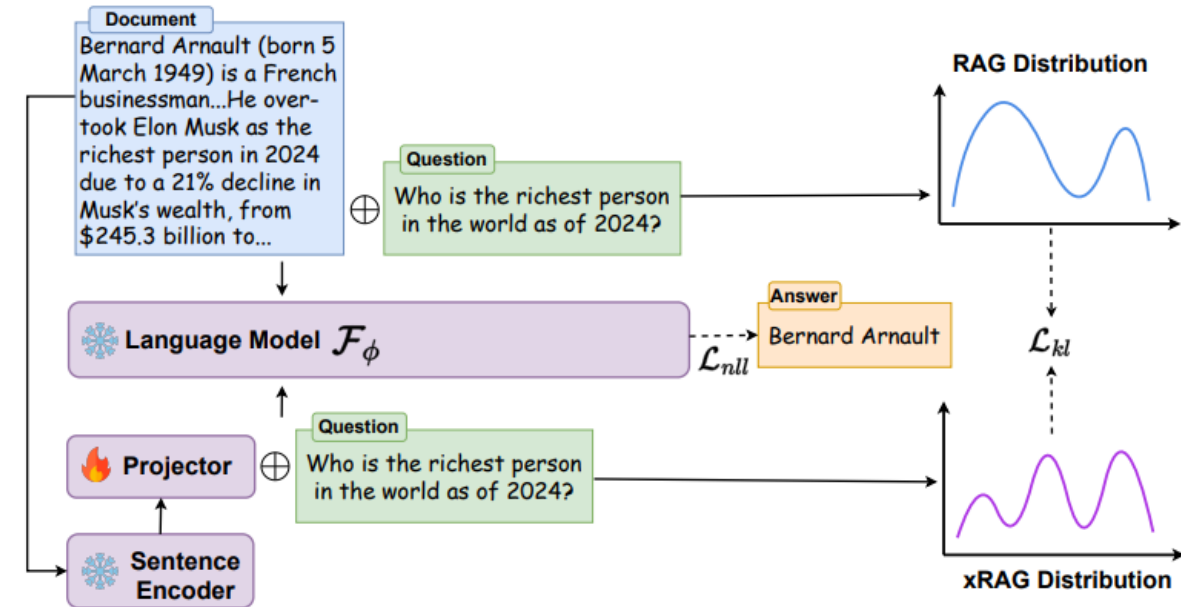 Document
Bernard Arnault (born 5
March 1949) is a French
businessman...He over-
took Elon Musk as the
richest person in 2024
due to a 21% decline in
Musk's wealth, from
$245.3 billion to...
⊕
Question
Who is the richest person
in the world as of 2024?
RAG Distribution
Language Model 𝓕ϕ
𝓛nll
Answer
Bernard Arnault
𝓛kl
Projector
⊕
Question
Who is the richest person
in the world as of 2024?
Sentence
Encoder
xRAG Distribution